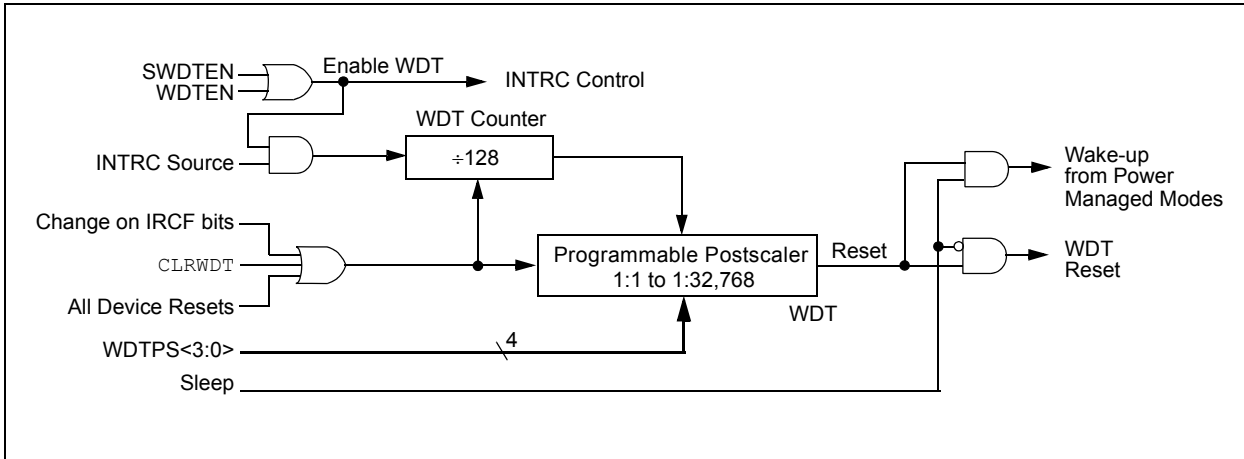 SWDTEN
WDTEN
Enable WDT
INTRC Control
WDT Counter
INTRC Source
÷128
Wake-up
from Power
Managed Modes
Change on IRCF bits
CLRWDT
All Device Resets
Programmable Postscaler
1:1 to 1:32,768
Reset
WDT
WDT
Reset
WDTPS<3:0>
4
Sleep